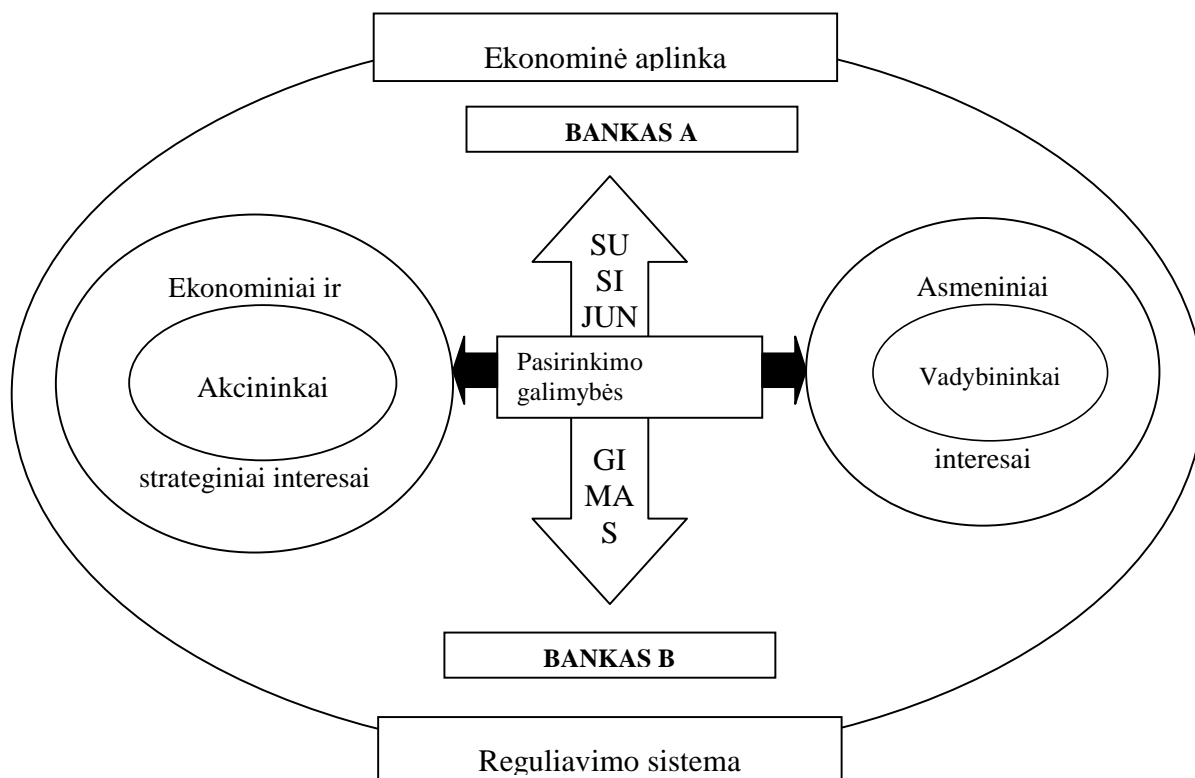 Ekonominė aplinka
BANKAS A
SU
SI
JUN
Ekonominiai ir
Akcininkai
strateginiai interesai
Pasirinkimo
galimybės
Asmeniniai
Vadybininkai
interesai
GI
MA
S
BANKAS B
Reguliavimo sistema